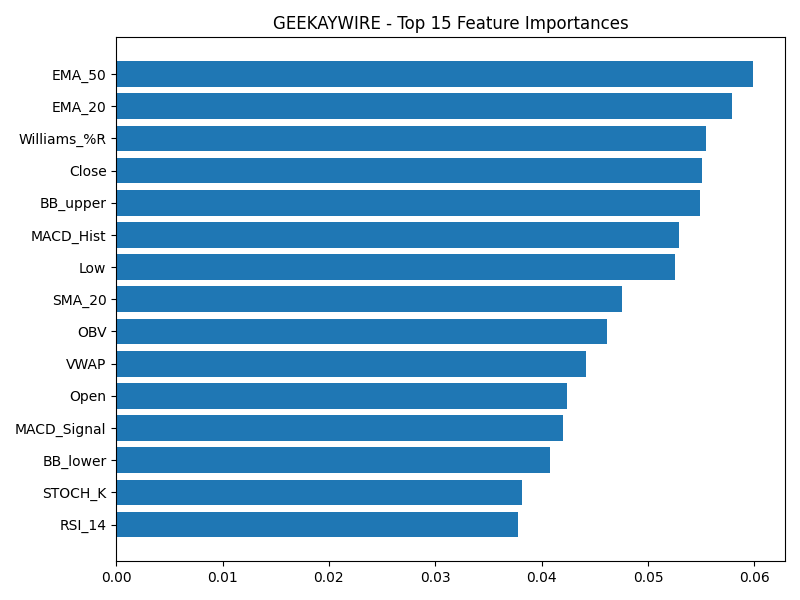 GEEKAYWIRE - Top 15 Feature Importances
EMA_50
EMA_20
Williams_%R
Close
BB_upper
MACD_Hist
Low
SMA_20
OBV
VWAP
Open
MACD_Signal
BB_lower
STOCH_K
RSI_14
0.00 0.01 0.02 0.03 0.04 0.05 0.06